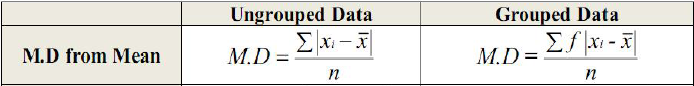 Ungrouped Data Grouped Data
M.D from Mean M.D = ∑|xi – x̄| / n M.D = ∑f|xi - x̄| / n